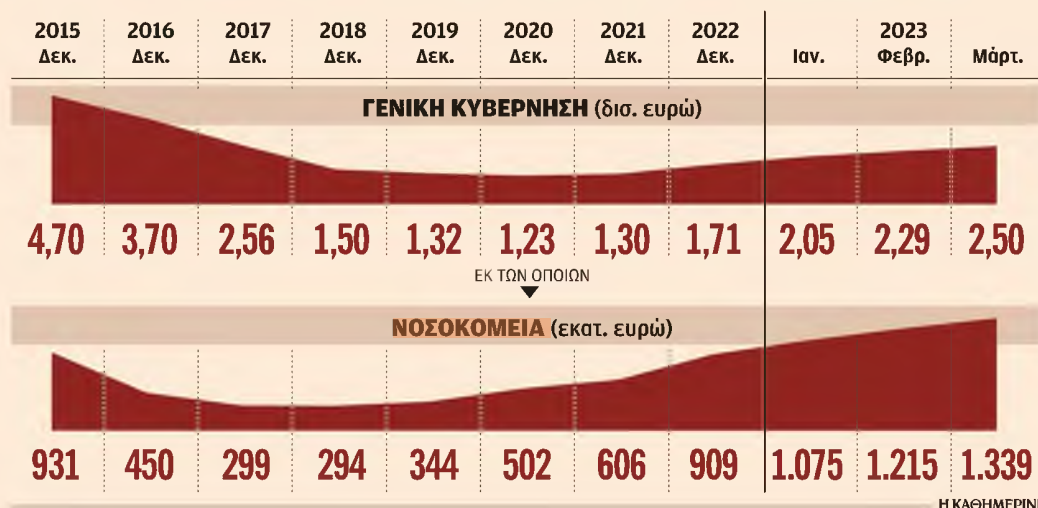 2015 2016 2017 2018 2019 2020 2021 2022 2023
Δεκ. Δεκ. Δεκ. Δεκ. Δεκ. Δεκ. Δεκ. Δεκ. Ιαν. Φεβρ. Μάρτ.
ΓΕΝΙΚΗ ΚΥΒΕΡΝΗΣΗ (δισ. ευρώ)
4,70 3,70 2,56 1,50 1,32 1,23 1,30 1,71 2,05 2,29 2,50
ΕΚ ΤΩΝ ΟΠΟΙΩΝ
ΝΟΣΟΚΟΜΕΙΑ (εκατ. ευρώ)
931 450 299 294 344 502 606 909 1.075 1.215 1.339
Η ΚΑΘΗΜΕΡΙΝΗ